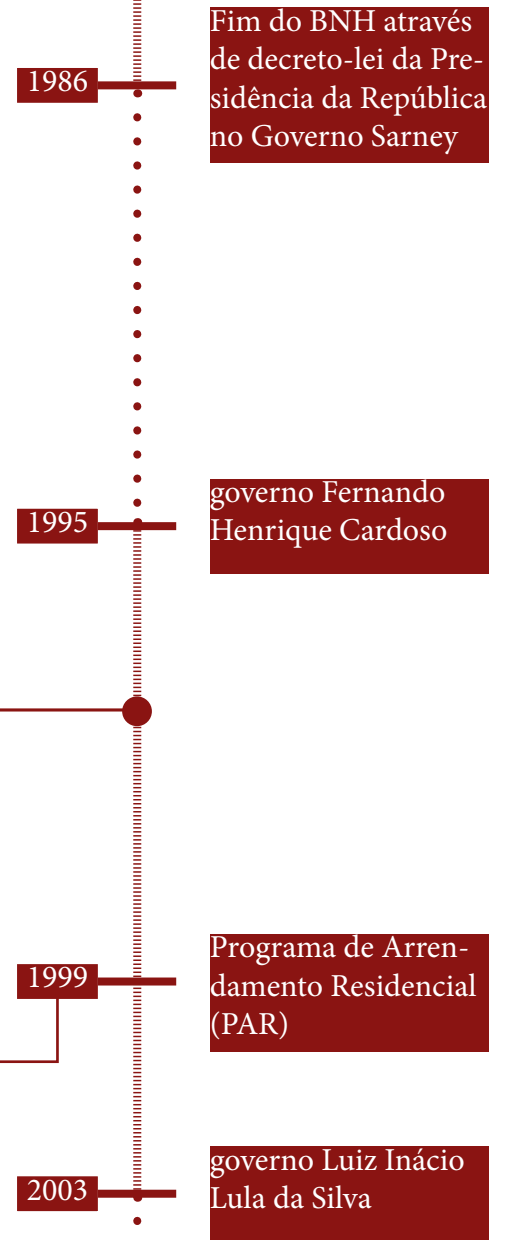 1986
Fim do BNH através
de decreto-lei da Pre-
sidência da República
no Governo Sarney
1995
governo Fernando
Henrique Cardoso
1999
Programa de Arren-
damento Residencial
(PAR)
2003
governo Luiz Inácio
Lula da Silva